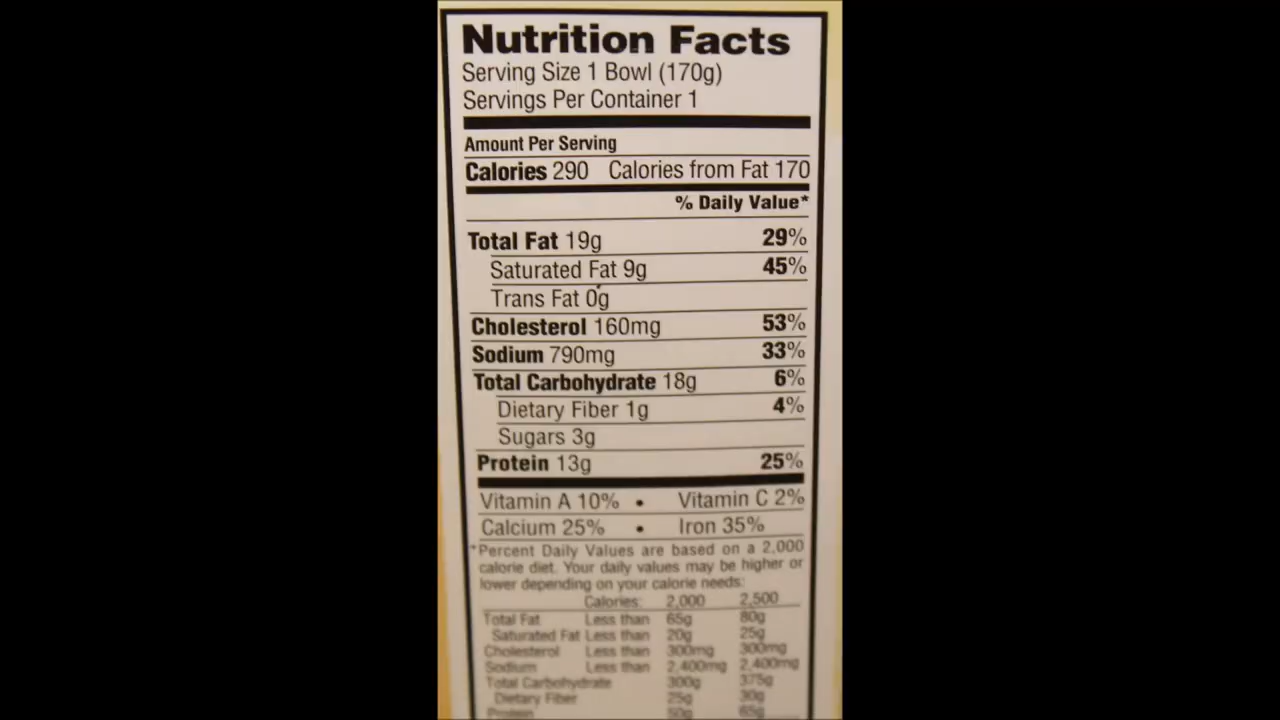 Nutrition Facts
Serving Size 1 Bowl (170g)
Servings Per Container 1
Amount Per Serving
Calories 290 Calories from Fat 170
% Daily Value*
Total Fat 19g 29%
Saturated Fat 9g 45%
Trans Fat 0g
Cholesterol 160mg 53%
Sodium 790mg 33%
Total Carbohydrate 18g 6%
Dietary Fiber 1g 4%
Sugars 3g
Protein 13g 25%
Vitamin A 10% • Vitamin C 2%
Calcium 25% • Iron 35%
*Percent Daily Values are based on a 2,000
calorie diet. Your daily values may be higher or
lower depending on your calorie needs:
Calories: 2,000 2,500
Total Fat Less than 65g 80g
Saturated Fat Less than 20g 25g
Cholesterol Less than 300mg 300mg
Sodium Less than 2,400mg 2,400mg
Total Carbohydrate 300g 375g
Dietary Fiber 25g 30g
Protein 50g 65g